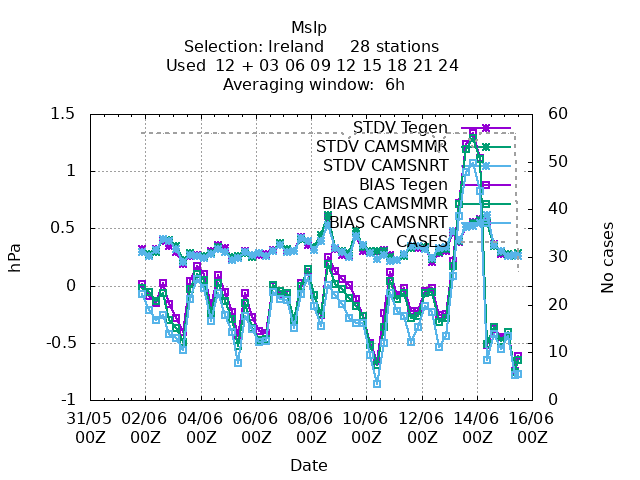 Mslp
Selection: Ireland 28 stations
Used 12 + 03 06 09 12 15 18 21 24
Averaging window: 6h
1.5
1
0.5
0
-0.5
-1
hPa
60
50
40
30
20
10
0
No cases
STDV Tegen
STDV CAMSMMR
STDV CAMSNRT
BIAS Tegen
BIAS CAMSMMR
BIAS CAMSNRT
CASES
31/05 02/06 04/06 06/06 08/06 10/06 12/06 14/06 16/06
00Z 00Z 00Z 00Z 00Z 00Z 00Z 00Z 00Z
Date